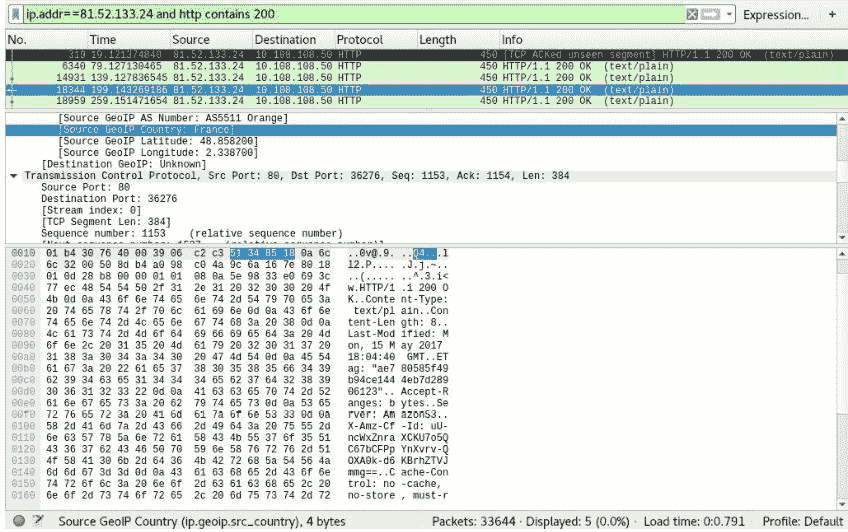 ip.addr==81.52.133.24 and http contains 200 Expression... +
No. Time Source Destination Protocol Length Info
319 19.121374840 81.52.133.24 10.108.108.50 HTTP 450 [TCP ACKed unseen segment] HTTP/1.1 200 OK (text/plain)
6340 79.127130465 81.52.133.24 10.108.108.50 HTTP 450 HTTP/1.1 200 OK (text/plain)
14931 139.127836545 81.52.133.24 10.108.108.50 HTTP 450 HTTP/1.1 200 OK (text/plain)
18344 199.143269186 81.52.133.24 10.108.108.50 HTTP 450 HTTP/1.1 200 OK (text/plain)
18959 259.151471654 81.52.133.24 10.108.108.50 HTTP 450 HTTP/1.1 200 OK (text/plain)
[Source GeoIP AS Number: AS5511 Orange]
[Source GeoIP Country: France]
[Source GeoIP Latitude: 48.858200]
[Source GeoIP Longitude: 2.338700]
[Destination GeoIP: Unknown]
Transmission Control Protocol, Src Port: 80, Dst Port: 36276, Seq: 1153, Ack: 1154, Len: 384
Source Port: 80
Destination Port: 36276
[Stream index: 0]
[TCP Segment Len: 384]
Sequence number: 1153 (relative sequence number)
0010 01 b4 30 76 40 00 39 06 c2 c3 51 34 85 18 0a 6c ..0v@.9. ..Q4...l
0020 6c 32 00 50 8d b4 a0 98 c0 4a 9c 6a 16 7e 80 18 l2.P.... .J.j.~..
0030 01 0d 28 b8 00 00 01 01 08 0a 5e 98 33 e0 69 3c ..(..... ..^.3.i<
0040 77 ec 48 54 54 50 2f 31 2e 31 20 32 30 30 20 4f w.HTTP/1 .1 200 O
0050 4b 0d 0a 43 6f 6e 74 65 6e 74 2d 54 79 70 65 3a K..Conte nt-Type:
0060 20 74 65 78 74 2f 70 6c 61 69 6e 0d 0a 43 6f 6e text/pl ain..Con
0070 74 65 6e 74 2d 4c 65 6e 67 74 68 3a 20 38 0d 0a tent-Len gth: 8..
0080 4c 61 73 74 2d 4d 6f 64 69 66 69 65 64 3a 20 4d Last-Mod ified: M
0090 6f 6e 2c 20 31 35 20 4d 61 79 20 32 30 31 37 20 on, 15 M ay 2017
00a0 31 38 3a 30 34 3a 34 30 20 47 4d 54 0d 0a 45 54 18:04:40 GMT..ET
00b0 61 67 3a 20 22 61 65 37 38 30 35 38 35 66 34 39 ag: "ae7 80585f49
00c0 62 39 34 63 65 31 34 34 34 65 62 37 64 32 38 39 b94ce144 4eb7d289
00d0 30 36 31 32 33 22 0d 0a 41 63 63 65 70 74 2d 52 06123".. Accept-R
00e0 61 6e 67 65 73 3a 20 62 79 74 65 73 0d 0a 53 65 anges: b ytes..Se
00f0 72 76 65 72 3a 20 41 6d 61 7a 6f 6e 53 33 0d 0a rver: Am azonS3..
0100 58 2d 41 6d 7a 2d 43 66 2d 49 64 3a 20 75 55 2d X-Amz-Cf -Id: uU-
0110 6e 63 57 78 5a 6e 72 61 58 43 4b 55 37 6f 35 51 ncWxZnra XCKU7o5Q
0120 43 36 37 62 43 46 50 70 59 6e 58 76 72 76 2d 51 C67bCFPp YnXvrv-Q
0130 4f 58 41 30 6b 2d 64 36 4b 42 72 68 5a 54 56 4a OXA0k-d6 KBrhZTVJ
0140 6d 6d 67 3d 3d 0d 0a 43 61 63 68 65 2d 43 6f 6e mmg==..C ache-Con
0150 74 72 6f 6c 3a 20 6e 6f 2d 63 61 63 68 65 2c 20 trol: no -cache,
0160 6e 6f 2d 73 74 6f 72 65 2c 20 6d 75 73 74 2d 72 no-store , must-r
Source GeoIP Country (ip.geoip.src_country), 4 bytes Packets: 33644 · Displayed: 5 (0.0%) · Load time: 0:0.791 Profile: Default